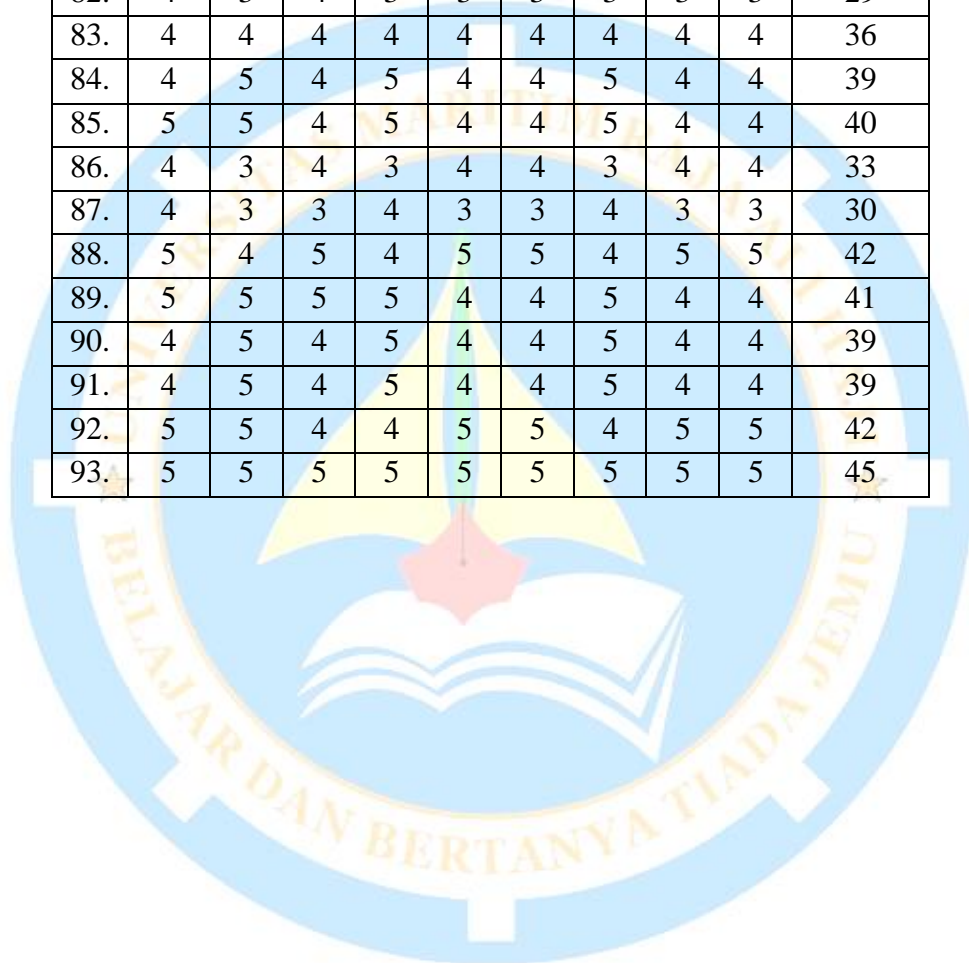 83. 4 4 4 4 4 4 4 4 4 36
84. 4 5 4 5 4 4 5 4 4 39
85. 5 5 4 5 4 4 5 4 4 40
86. 4 3 4 3 4 4 3 4 4 33
87. 4 3 3 4 3 3 4 3 3 30
88. 5 4 5 4 5 5 4 5 5 42
89. 5 5 5 5 4 4 5 4 4 41
90. 4 5 4 5 4 4 5 4 4 39
91. 4 5 4 5 4 4 5 4 4 39
92. 5 5 4 4 5 5 4 5 5 42
93. 5 5 5 5 5 5 5 5 5 45
UNIVERSITAS MARITIM RAJA ALI HAJI
BELAJAR DAN BERTANYA TIADA JEMU